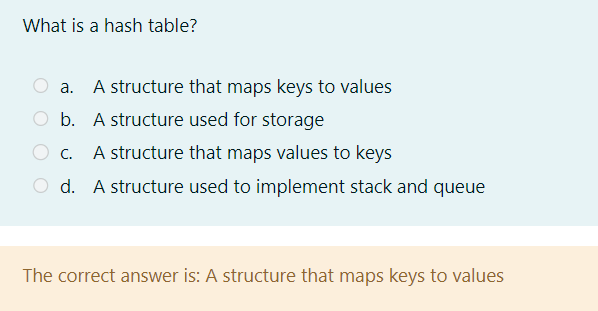 What is a hash table?
a. A structure that maps keys to values
b. A structure used for storage
c. A structure that maps values to keys
d. A structure used to implement stack and queue
The correct answer is: A structure that maps keys to values